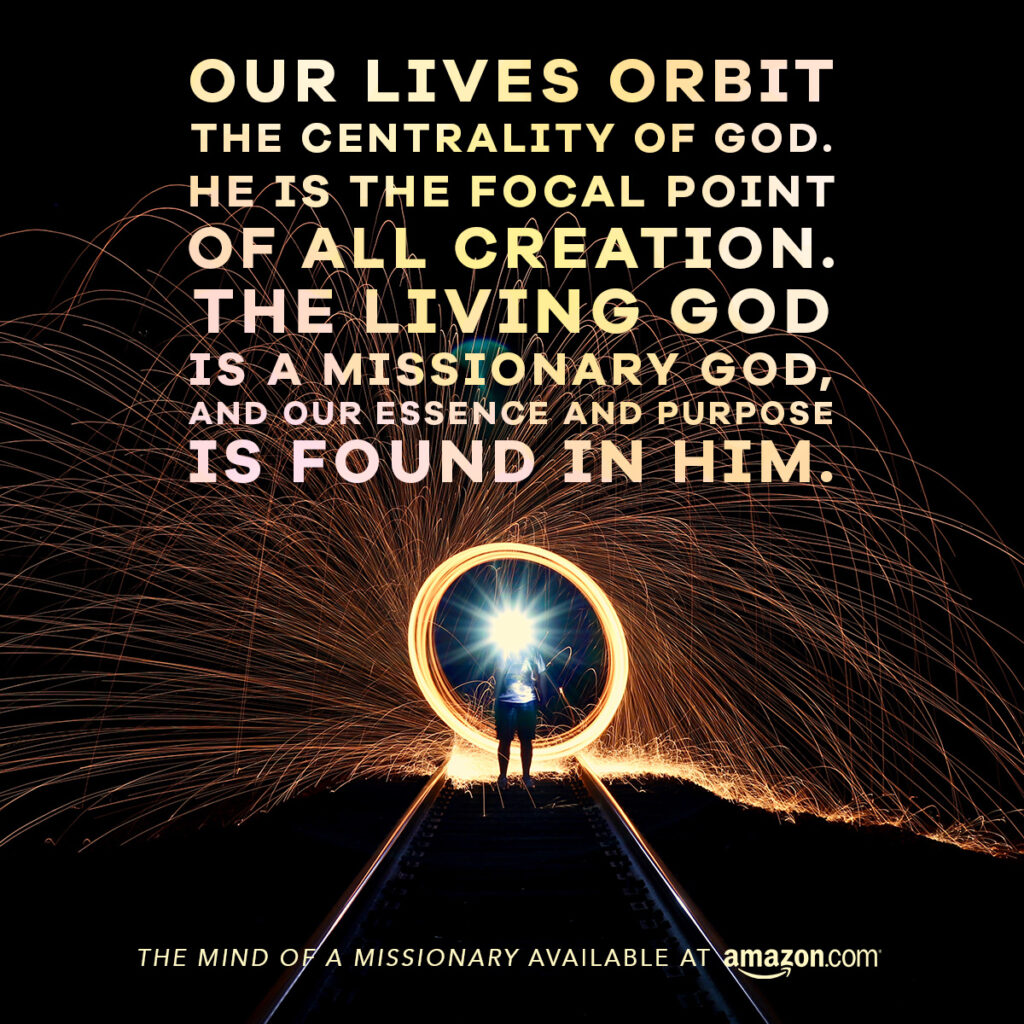 OUR LIVES ORBIT
THE CENTRALITY OF GOD.
HE IS THE FOCAL POINT
OF ALL CREATION.
THE LIVING GOD
IS A MISSIONARY GOD,
AND OUR ESSENCE AND PURPOSE
IS FOUND IN HIM.
THE MIND OF A MISSIONARY AVAILABLE AT amazon.com